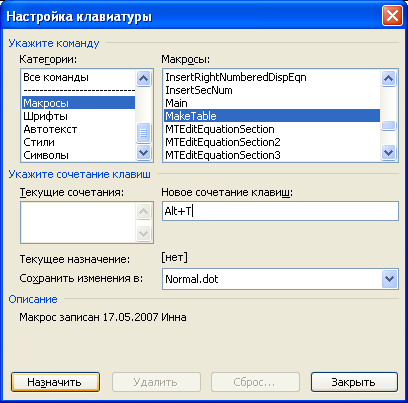 Настройка клавиатуры
Укажите команду
Категории: Макросы:
Все команды InsertRightNumberedDispEqn
------------------------------ InsertSecNum
Макросы Main
Шрифты MakeTable
Автотекст MTEditEquationSection
Стили MTEditEquationSection2
Символы MTEditEquationSection3
Укажите сочетание клавиш
Текущие сочетания: Новое сочетание клавиш:
Alt+T
Текущее назначение: [нет]
Сохранить изменения в: Normal.dot
Описание
Макрос записан 17.05.2007 Инна
Назначить Удалить Сброс... Закрыть